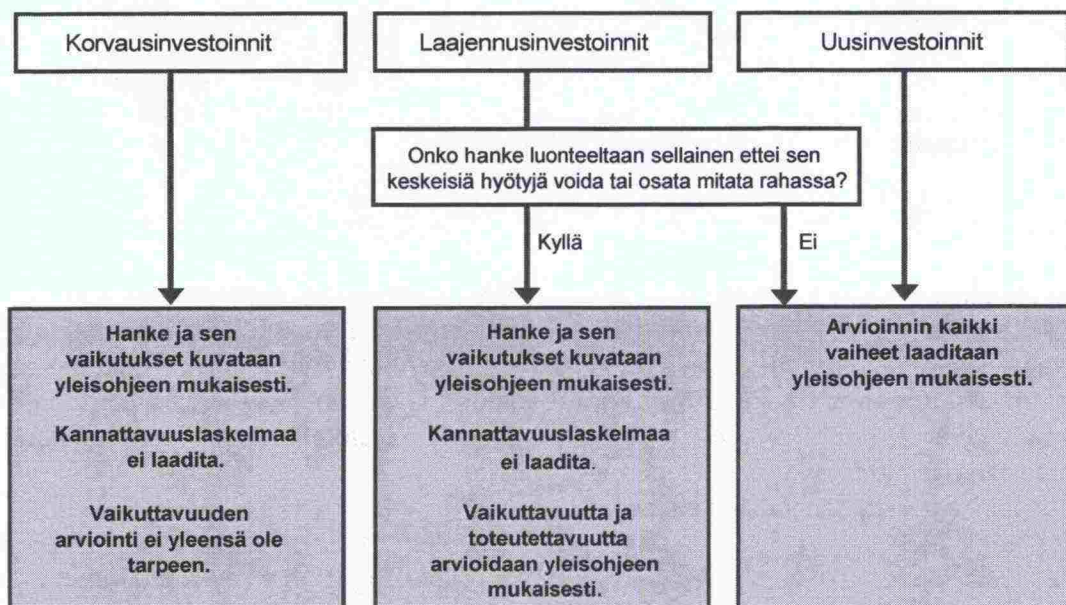 Korvausinvestoinnit
Laajennusinvestoinnit
Uusinvestoinnit
Onko hanke luonteeltaan sellainen ettei sen
keskeisiä hyötyjä voida tai osata mitata rahassa?
Kyllä
Ei
Hanke ja sen
vaikutukset kuvataan
yleisohjeen mukaisesti.
Kannattavuuslaskelmaa
ei laadita.
Vaikuttavuuden
arviointi ei yleensä ole
tarpeen.
Hanke ja sen
vaikutukset kuvataan
yleisohjeen mukaisesti.
Kannattavuuslaskelmaa
ei laadita.
Vaikuttavuutta ja
toteutettavuutta
arvioidaan yleisohjeen
mukaisesti.
Arvioinnin kaikki
vaiheet laaditaan
yleisohjeen mukaisesti.